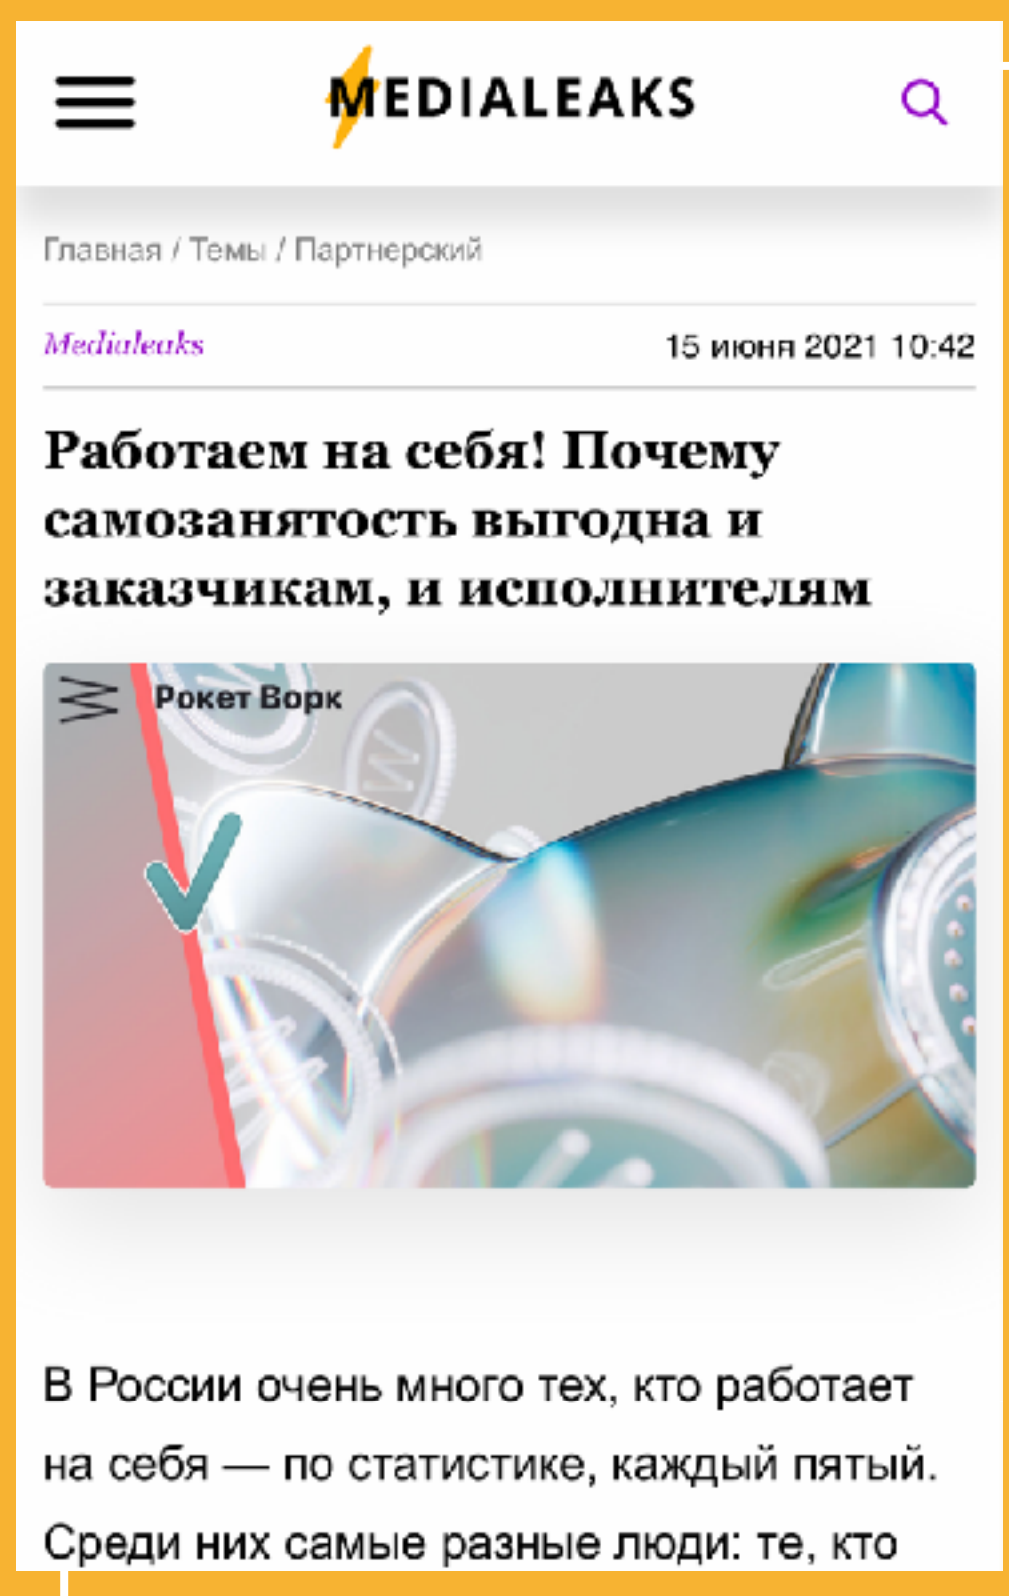 MEDIALEAKS
Главная / Темы / Партнерский
Medialeaks
15 июня 2021 10:42
Работаем на себя! Почему
самозанятость выгодна и
заказчикам, и исполнителям
Рокет Ворк
В России очень много тех, кто работает
на себя — по статистике, каждый пятый.
Среди них самые разные люди: те, кто